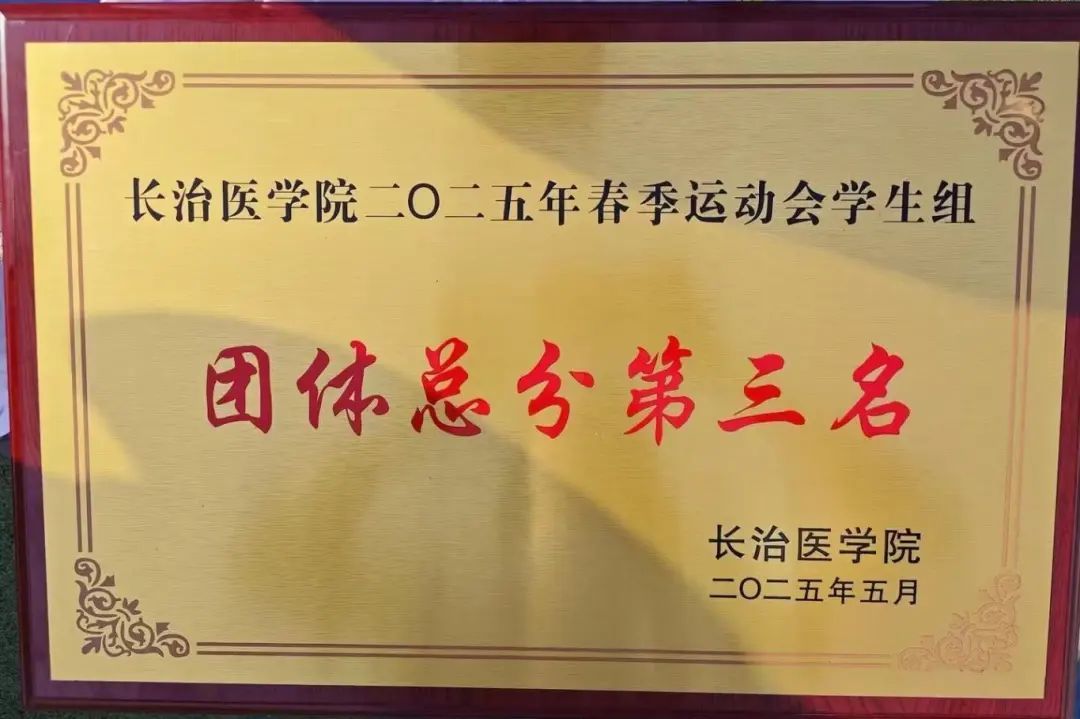 长治医学院二〇二五年春季运动会学生组
团体总分第三名
长治医学院
二〇二五年五月